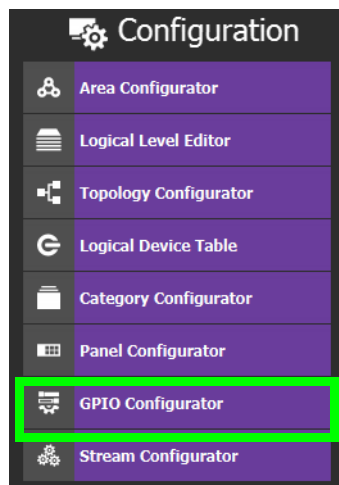 Configuration
Area Configurator
Logical Level Editor
Topology Configurator
Logical Device Table
Category Configurator
Panel Configurator
GPIO Configurator
Stream Configurator